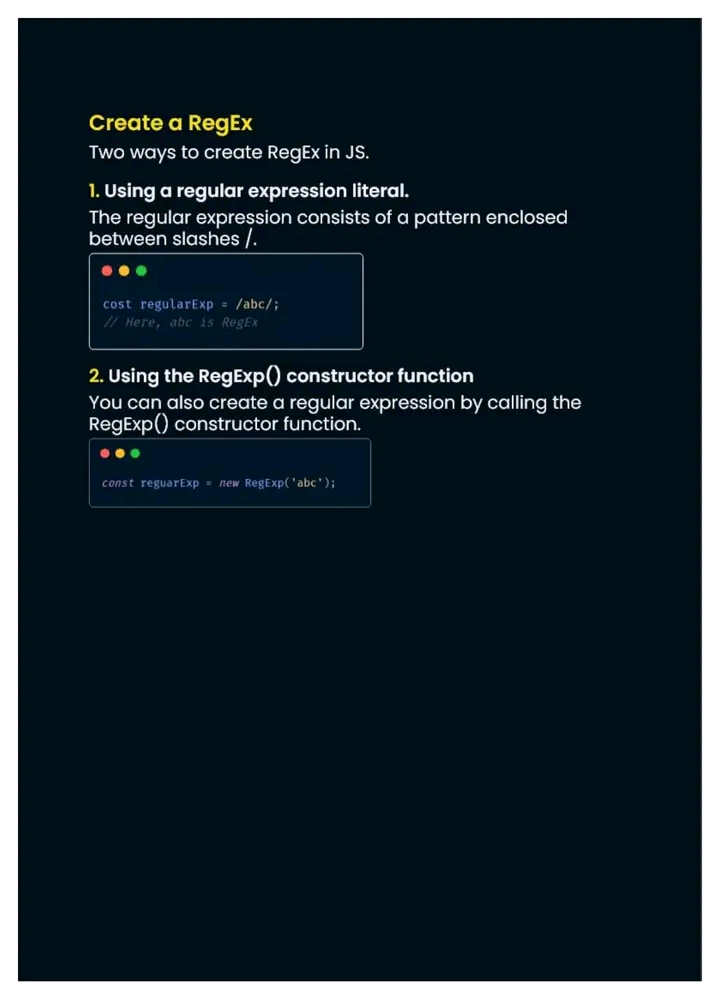 Create a RegEx
Two ways to create RegEx in JS.
1. Using a regular expression literal.
The regular expression consists of a pattern enclosed
between slashes /.
cost regularExp = /abc/;
// Here, abc is RegEx
2. Using the RegExp() constructor function
You can also create a regular expression by calling the
RegExp() constructor function.
const reguarExp = new RegExp('abc');